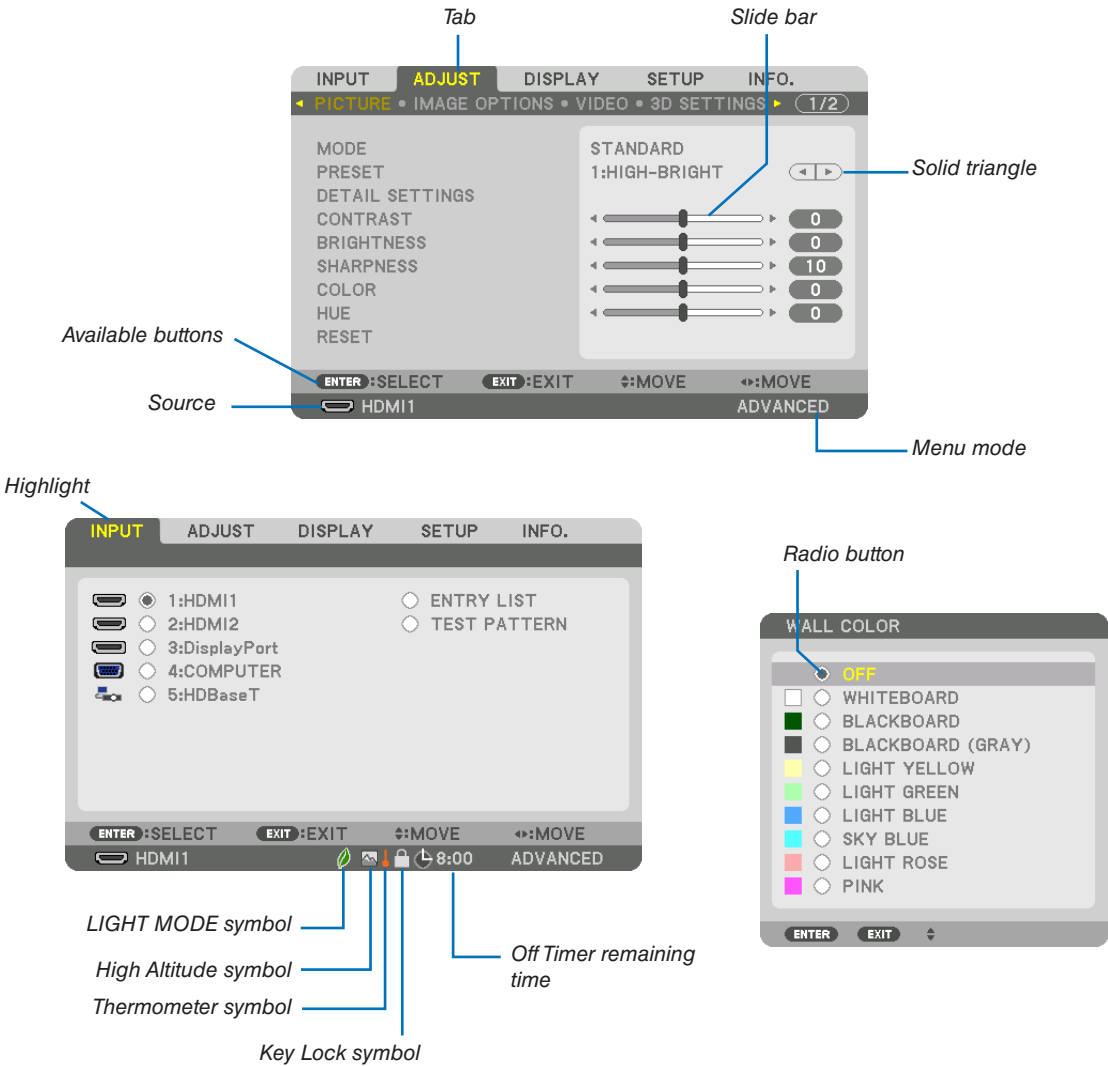 Tab
Slide bar
INPUT ADJUST DISPLAY SETUP INFO.
PICTURE • IMAGE OPTIONS • VIDEO • 3D SETTINGS 1/2
MODE STANDARD
PRESET 1:HIGH-BRIGHT
Solid triangle
DETAIL SETTINGS
CONTRAST 0
BRIGHTNESS 0
SHARPNESS 10
COLOR 0
HUE 0
RESET
Available buttons
ENTER :SELECT EXIT :EXIT :MOVE :MOVE
Source
HDMI1 ADVANCED
Menu mode
Highlight
INPUT ADJUST DISPLAY SETUP INFO.
1:HDMI1 ENTRY LIST
2:HDMI2 TEST PATTERN
3:DisplayPort
4:COMPUTER
5:HDBaseT
ENTER :SELECT EXIT :EXIT :MOVE :MOVE
HDMI1 8:00 ADVANCED
LIGHT MODE symbol
High Altitude symbol
Thermometer symbol
Key Lock symbol
Off Timer remaining
time
Radio button
WALL COLOR
OFF
WHITEBOARD
BLACKBOARD
BLACKBOARD (GRAY)
LIGHT YELLOW
LIGHT GREEN
LIGHT BLUE
SKY BLUE
LIGHT ROSE
PINK
ENTER EXIT